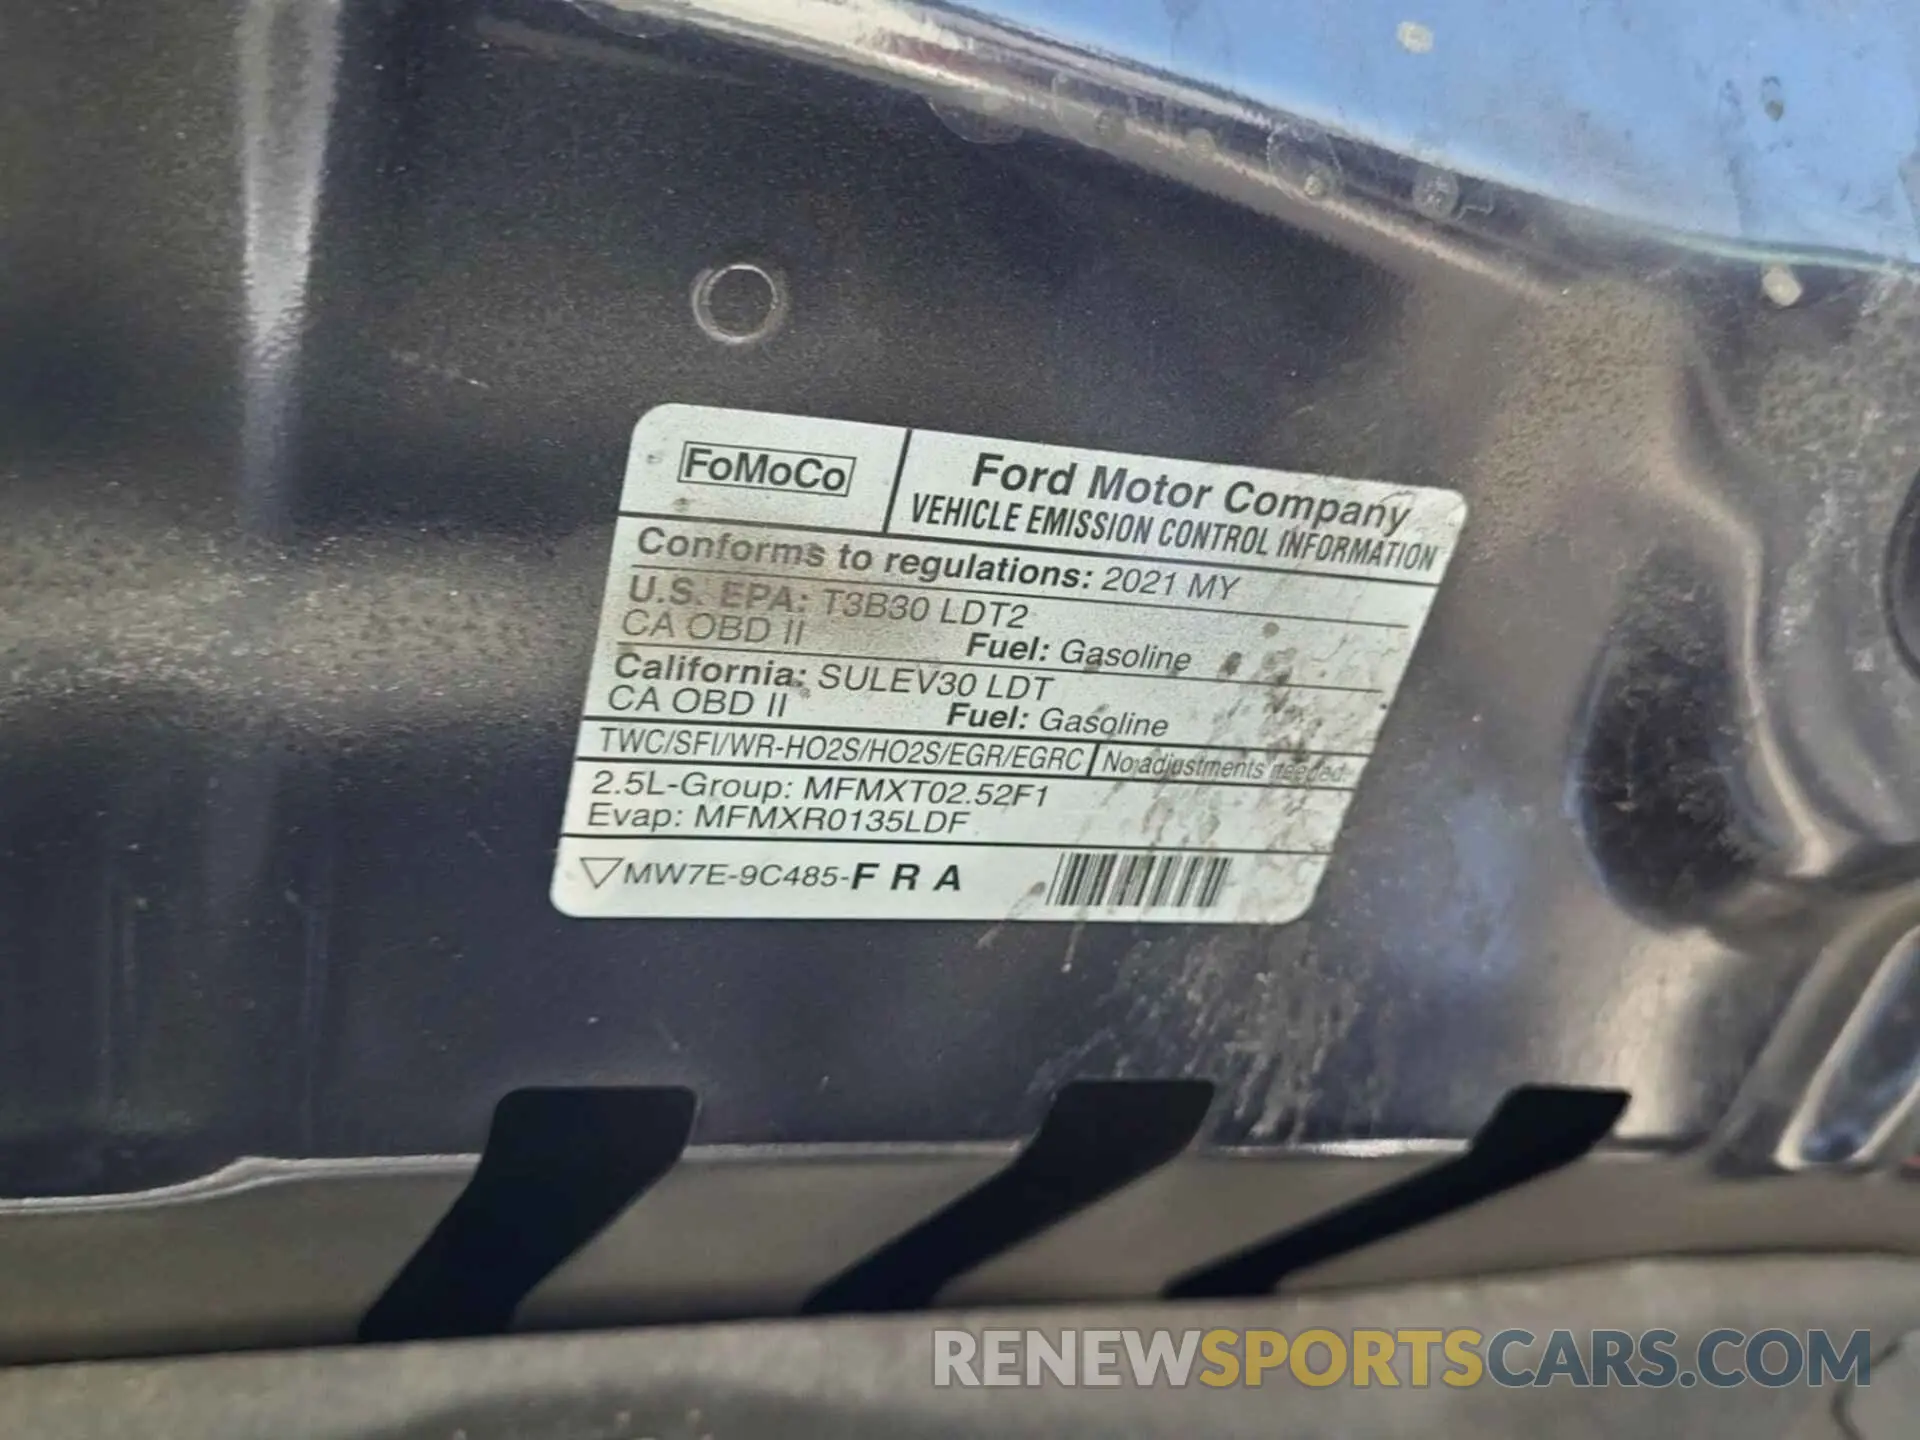 FoMoCo
Ford Motor Company
VEHICLE EMISSION CONTROL INFORMATION
Conforms to regulations: 2021 MY
U.S. EPA: T3B30 LDT2
CA OBD II Fuel: Gasoline
California: SULEV30 LDT
CA OBD II Fuel: Gasoline
TWC/SFI/WR-HO2S/HO2S/EGR/EGRC No adjustments needed.
2.5L-Group: MFMXT02.52F1
Evap: MFMXR0135LDF
MW7E-9C485-F R A
RENEWSPORTSCARS.COM